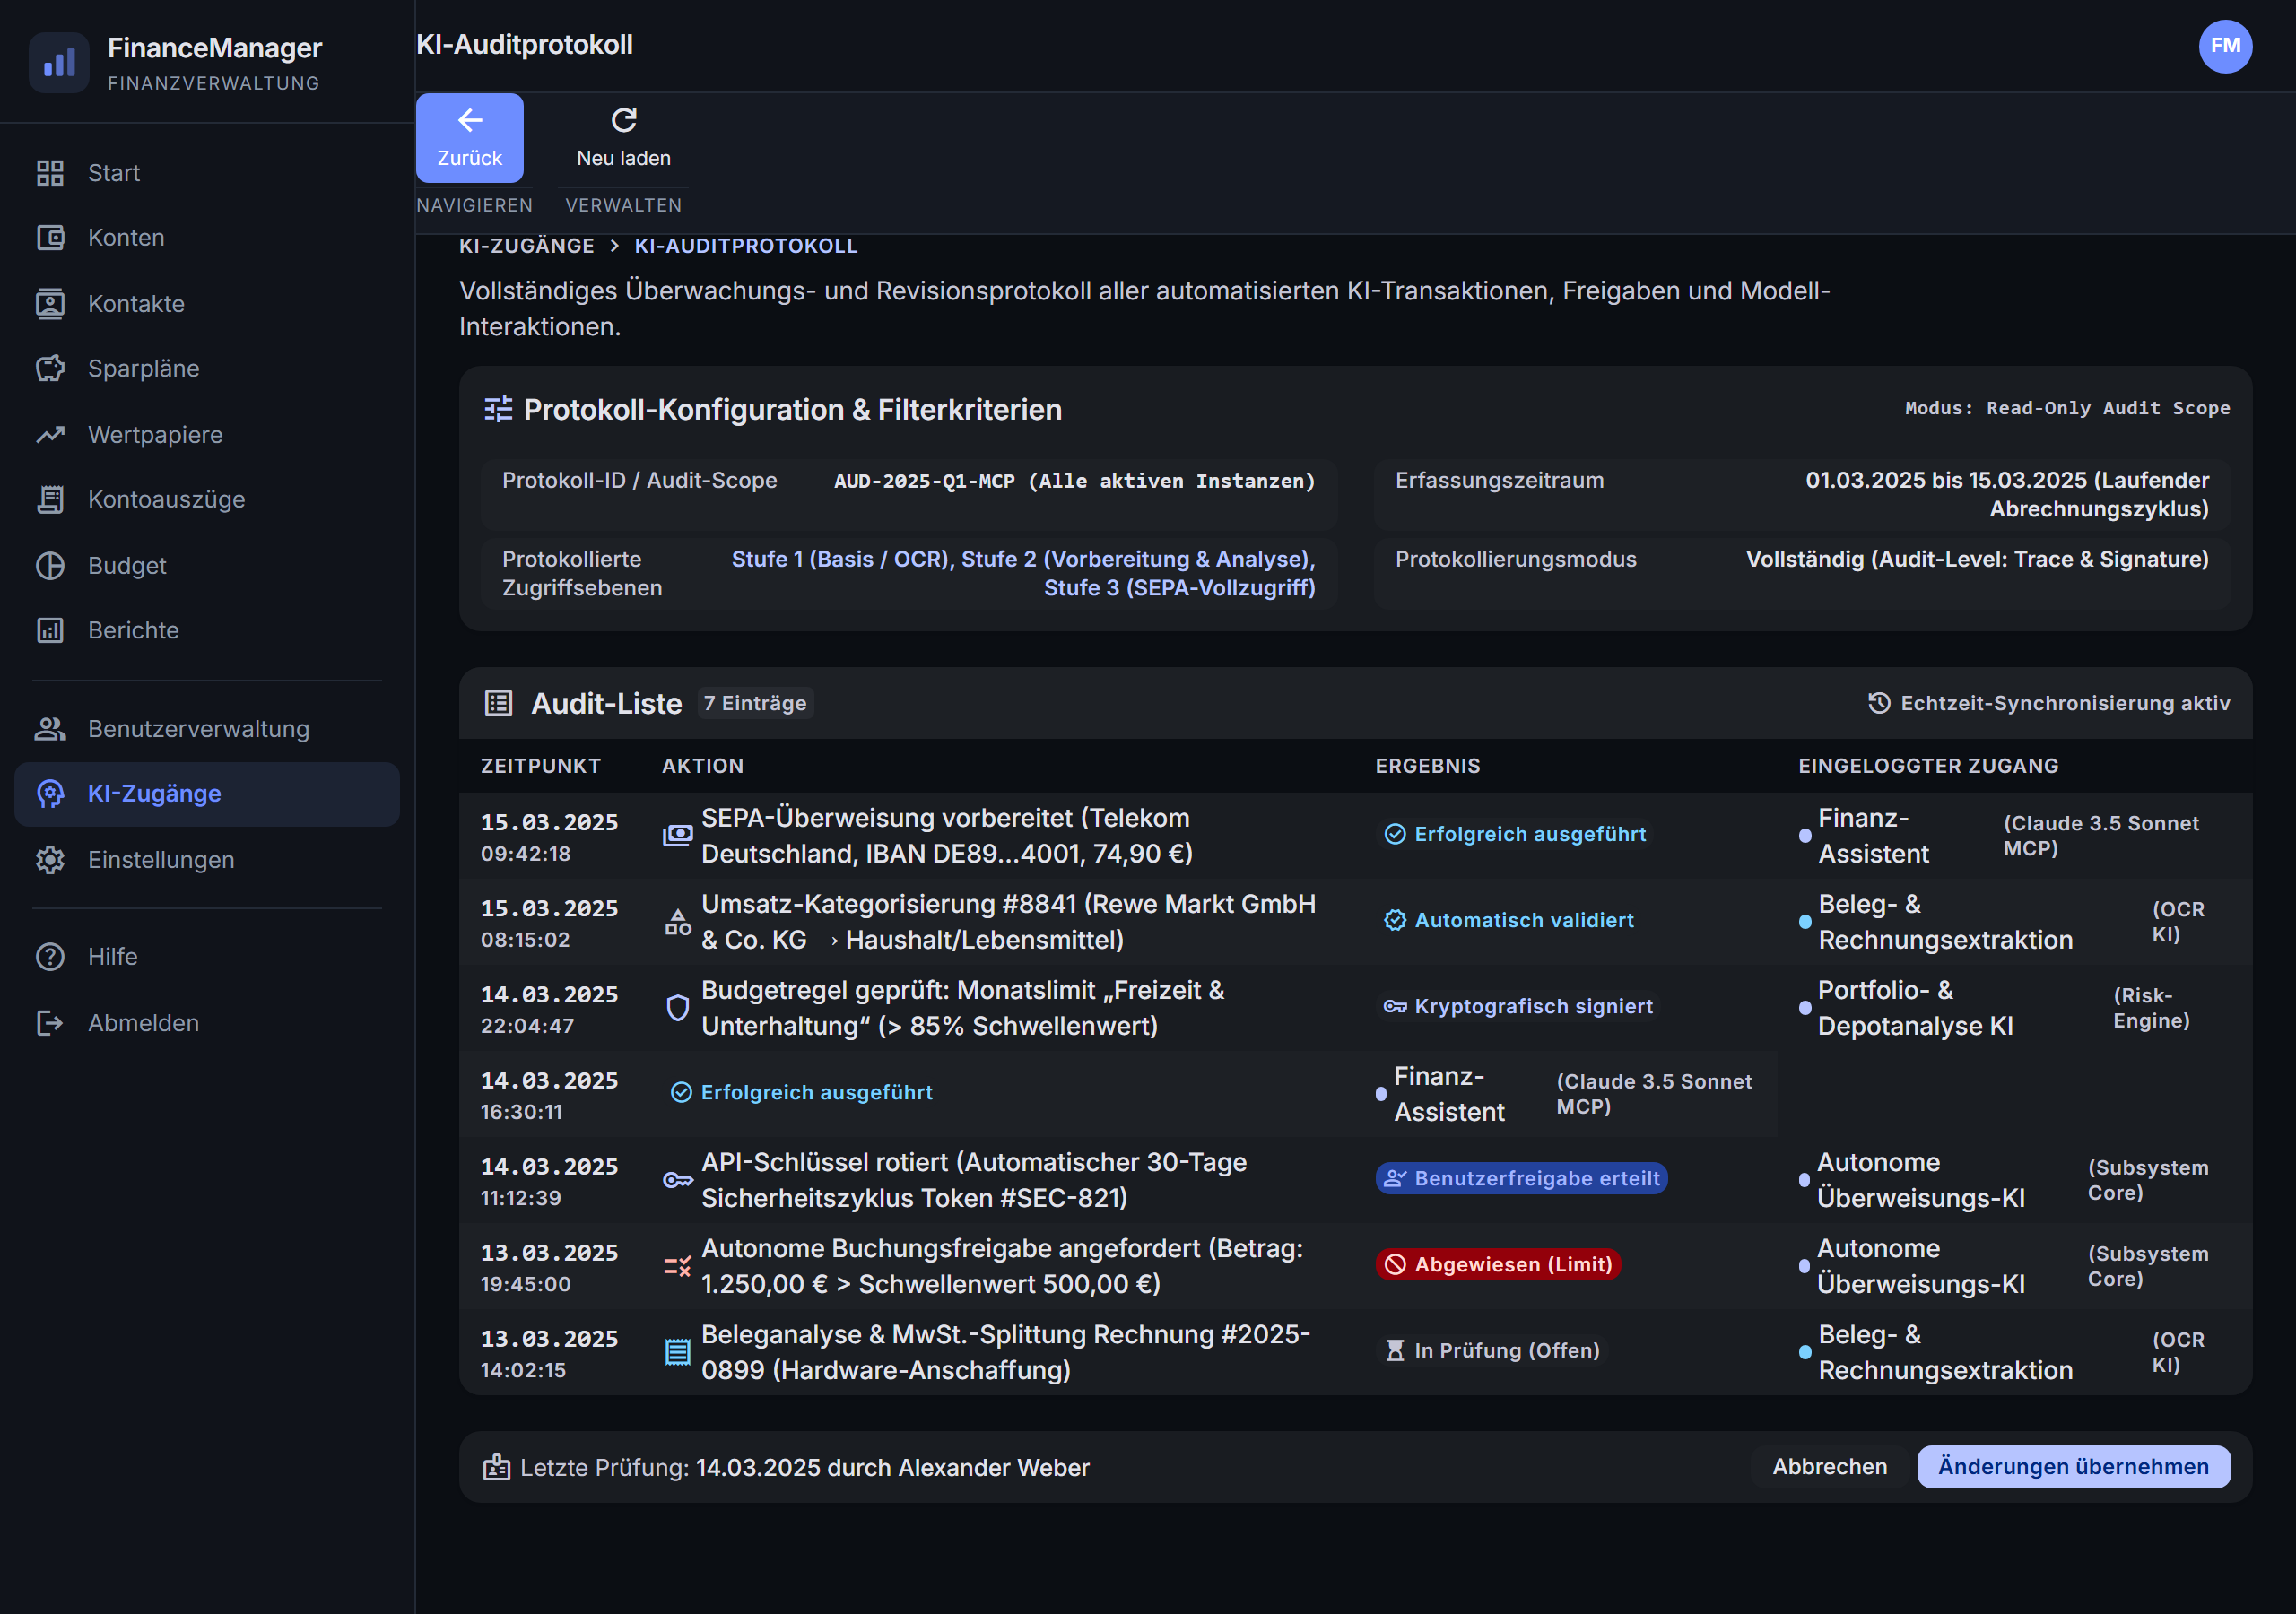 FinanceManager
FINANZVERWALTUNG
Start
Konten
Kontakte
Sparpläne
Wertpapiere
Kontoauszüge
Budget
Berichte
Benutzerverwaltung
KI-Zugänge
Einstellungen
Hilfe
Abmelden
KI-Auditprotokoll
FM
Zurück
Neu laden
NAVIGIEREN
VERWALTEN
KI-ZUGÄNGE > KI-AUDITPROTOKOLL
Vollständiges Überwachungs- und Revisionsprotokoll aller automatisierten KI-Transaktionen, Freigaben und Modell-
Interaktionen.
Protokoll-Konfiguration & Filterkriterien
Modus: Read-Only Audit Scope
Protokoll-ID / Audit-Scope
AUD-2025-Q1-MCP (Alle aktiven Instanzen)
Erfassungszeitraum
01.03.2025 bis 15.03.2025 (Laufender
Abrechnungszyklus)
Protokollierte
Zugriffsebenen
Stufe 1 (Basis / OCR), Stufe 2 (Vorbereitung & Analyse),
Stufe 3 (SEPA-Vollzugriff)
Protokollierungsmodus
Vollständig (Audit-Level: Trace & Signature)
Audit-Liste
7 Einträge
Echtzeit-Synchronisierung aktiv
ZEITPUNKT
AKTION
ERGEBNIS
EINGELOGGTER ZUGANG
15.03.2025
09:42:18
SEPA-Überweisung vorbereitet (Telekom
Deutschland, IBAN DE89...4001, 74,90 €)
Erfolgreich ausgeführt
Finanz-
Assistent
(Claude 3.5 Sonnet
MCP)
15.03.2025
08:15:02
Umsatz-Kategorisierung #8841 (Rewe Markt GmbH
& Co. KG → Haushalt/Lebensmittel)
Automatisch validiert
Beleg- &
Rechnungsextraktion
(OCR
KI)
14.03.2025
22:04:47
Budgetregel geprüft: Monatslimit „Freizeit &
Unterhaltung“ (> 85% Schwellenwert)
Kryptografisch signiert
Portfolio- &
Depotanalyse KI
(Risk-
Engine)
14.03.2025
16:30:11
Erfolgreich ausgeführt
Finanz-
Assistent
(Claude 3.5 Sonnet
MCP)
14.03.2025
11:12:39
API-Schlüssel rotiert (Automatischer 30-Tage
Sicherheitszyklus Token #SEC-821)
Benutzerfreigabe erteilt
Autonome
Überweisungs-KI
(Subsystem
Core)
13.03.2025
19:45:00
Autonome Buchungsfreigabe angefordert (Betrag:
1.250,00 € > Schwellenwert 500,00 €)
Abgewiesen (Limit)
Autonome
Überweisungs-KI
(Subsystem
Core)
13.03.2025
14:02:15
Beleganalyse & MwSt.-Splittung Rechnung #2025-
0899 (Hardware-Anschaffung)
In Prüfung (Offen)
Beleg- &
Rechnungsextraktion
(OCR
KI)
Letzte Prüfung: 14.03.2025 durch Alexander Weber
Abbrechen
Änderungen übernehmen